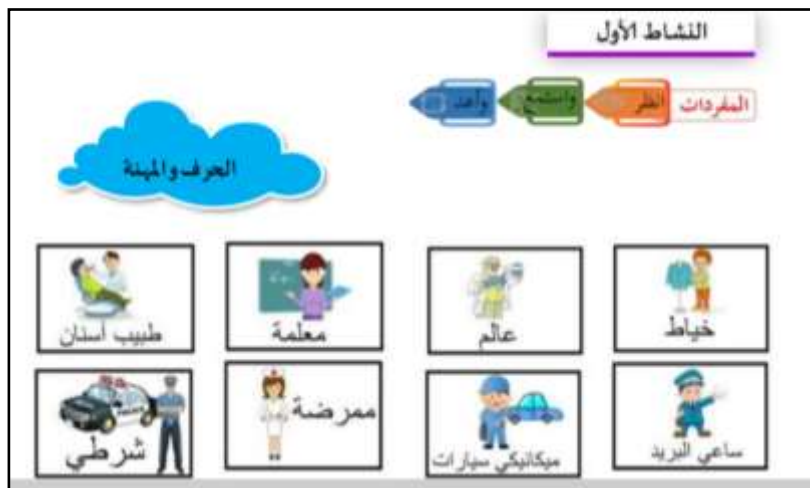 النشاط الأول
المفردات انظر واستمع وأعد
الحرف والمهنة
خياط
عالم
معلمة
طبيب أسنان
ساعي البريد
ميكانيكي سيارات
ممرضة
شرطي
POLICE